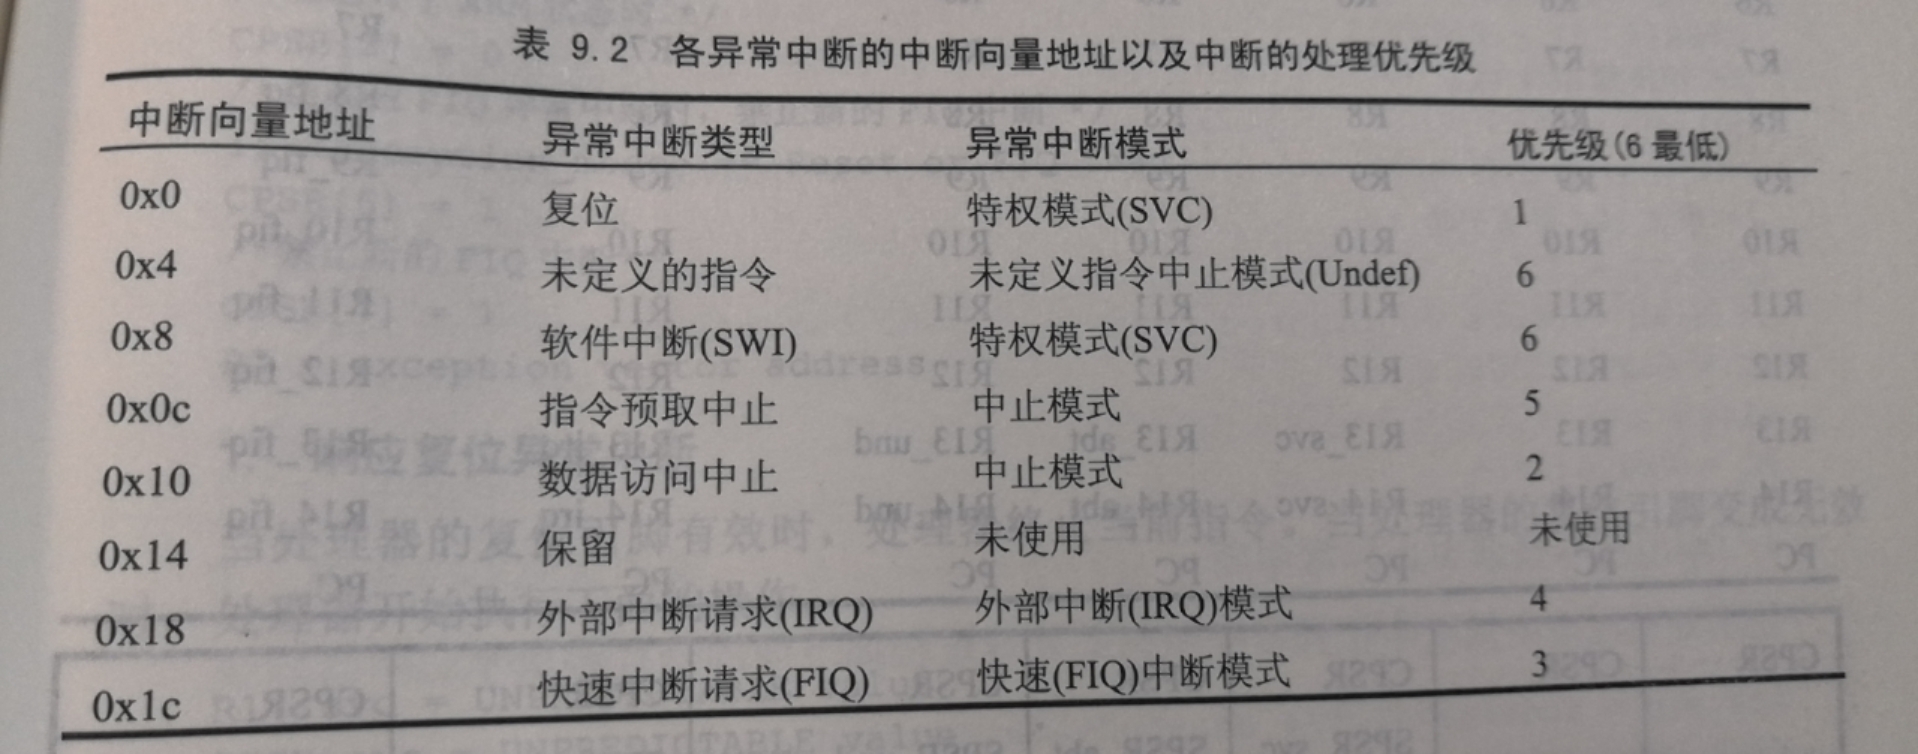 表 9.2 各异常中断的中断向量地址以及中断的处理优先级
中断向量地址 异常中断类型 异常中断模式 优先级(6 最低)
0x0 复位 特权模式(SVC) 1
0x4 未定义的指令 未定义指令中止模式(Undef) 6
0x8 软件中断(SWI) 特权模式(SVC) 6
0x0c 指令预取中止 中止模式 5
0x10 数据访问中止 中止模式 2
0x14 保留 未使用 未使用
0x18 外部中断请求(IRQ) 外部中断(IRQ)模式 4
0x1c 快速中断请求(FIQ) 快速(FIQ)中断模式 3